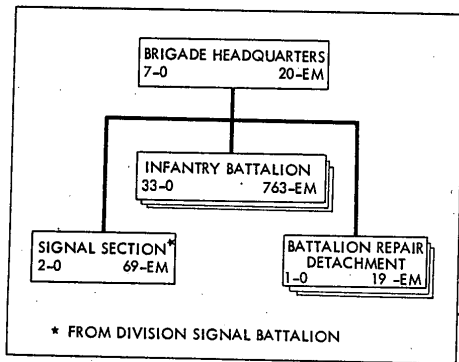 BRIGADE HEADQUARTERS
7-0 20-EM
INFANTRY BATTALION
33-0 763-EM
SIGNAL SECTION*
2-0 69-EM
BATTALION REPAIR
DETACHMENT
1-0 19 -EM
* FROM DIVISION SIGNAL BATTALION